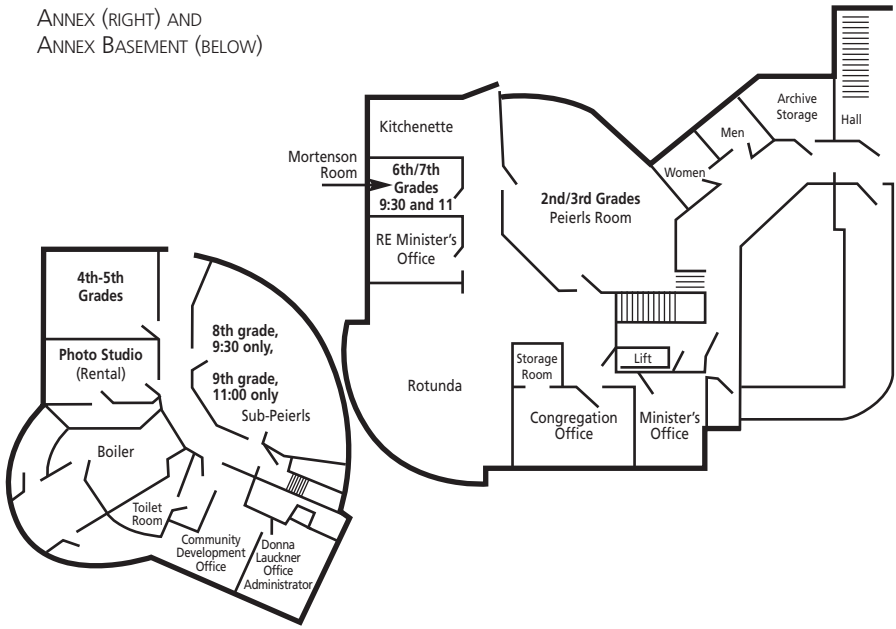 Annex (right) and
Annex Basement (below)
Kitchenette
Mortenson
Room
6th/7th
Grades
9:30 and 11
RE Minister's
Office
2nd/3rd Grades
Peierls Room
Women
Men
Archive
Storage
Hall
Rotunda
Storage
Room
Lift
Congregation
Office
Minister's
Office
4th-5th
Grades
Photo Studio
(Rental)
8th grade,
9:30 only,
9th grade,
11:00 only
Sub-Peierls
Boiler
Toilet
Room
Community
Development
Office
Donna
Lauckner
Office
Administrator